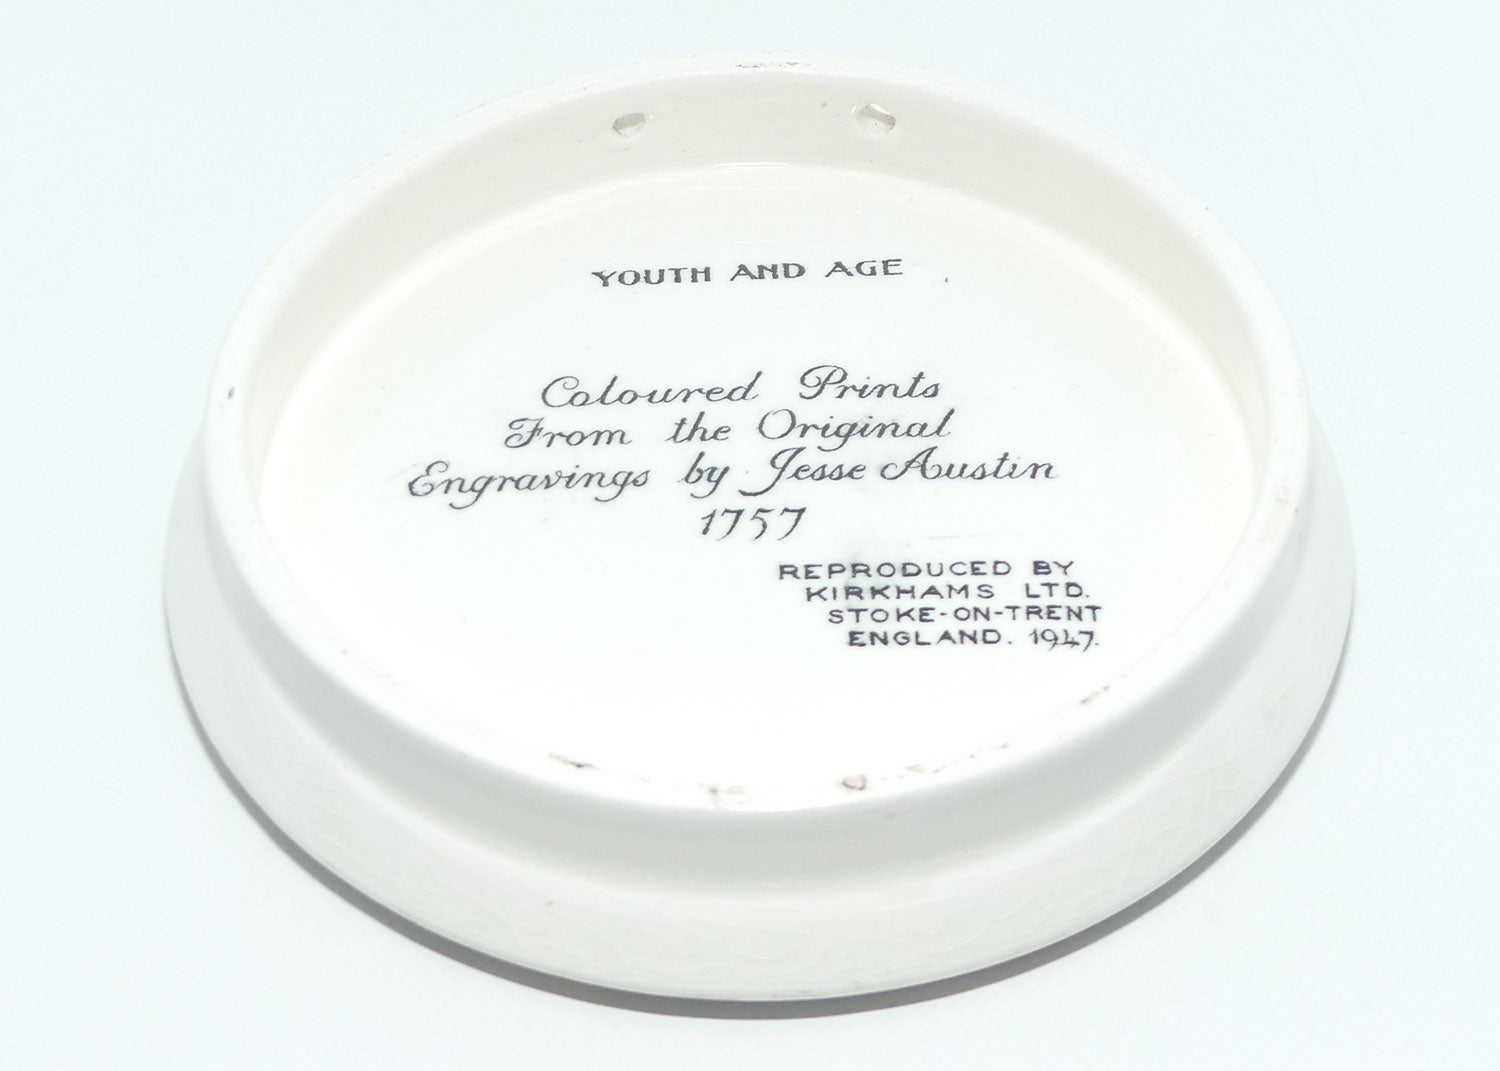 YOUTH AND AGE
Coloured Prints
From the Original
Engravings by Jesse Austin
1757
REPRODUCED BY
KIRKHAMS LTD.
STOKE-ON-TRENT
ENGLAND. 1947.